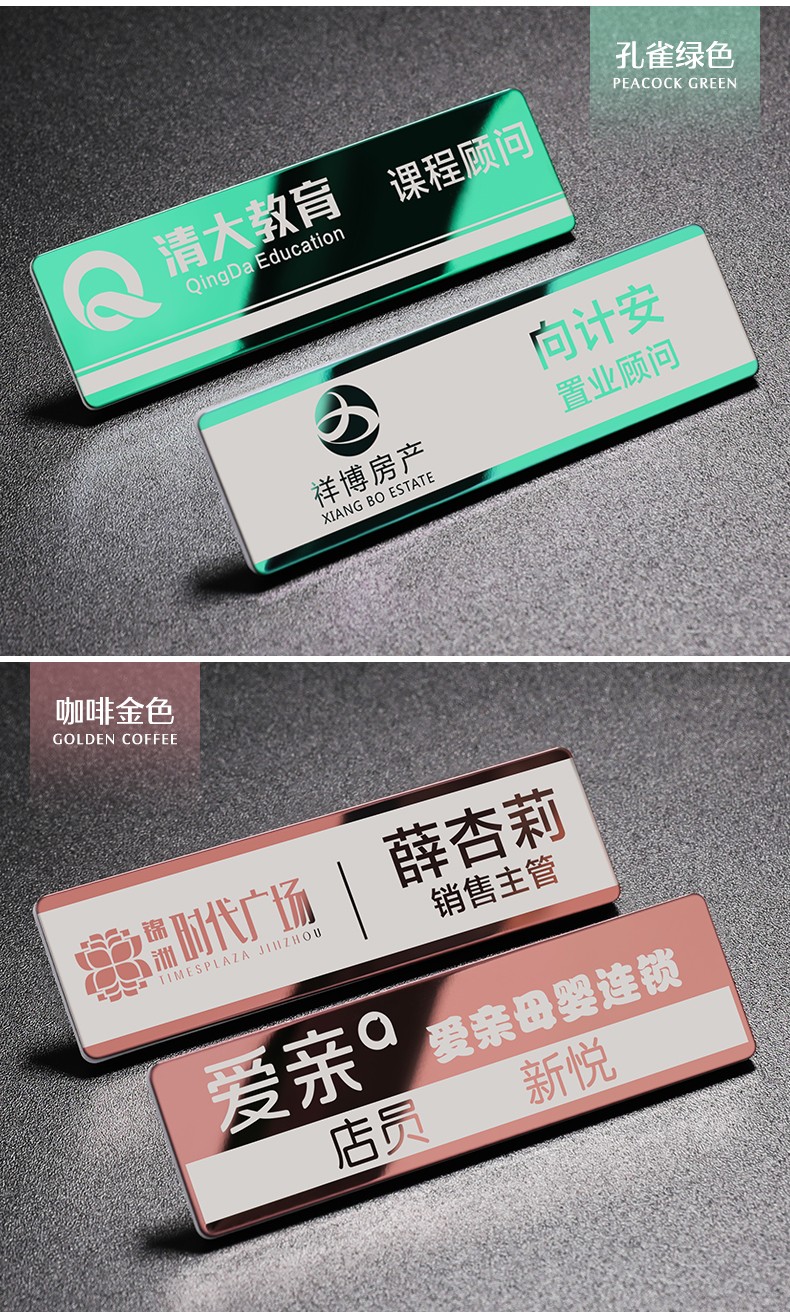 孔雀绿色
PEACOCK GREEN
清大教育
QingDa Education
课程顾问
向计安
置业顾问
祥博房产
XIANG BO ESTATE
咖啡金色
GOLDEN COFFEE
薛杏莉
销售主管
锦洲
时代广场
TIMESPLAZA JINZHOU
爱亲a
爱亲母婴连锁
店员
新悦